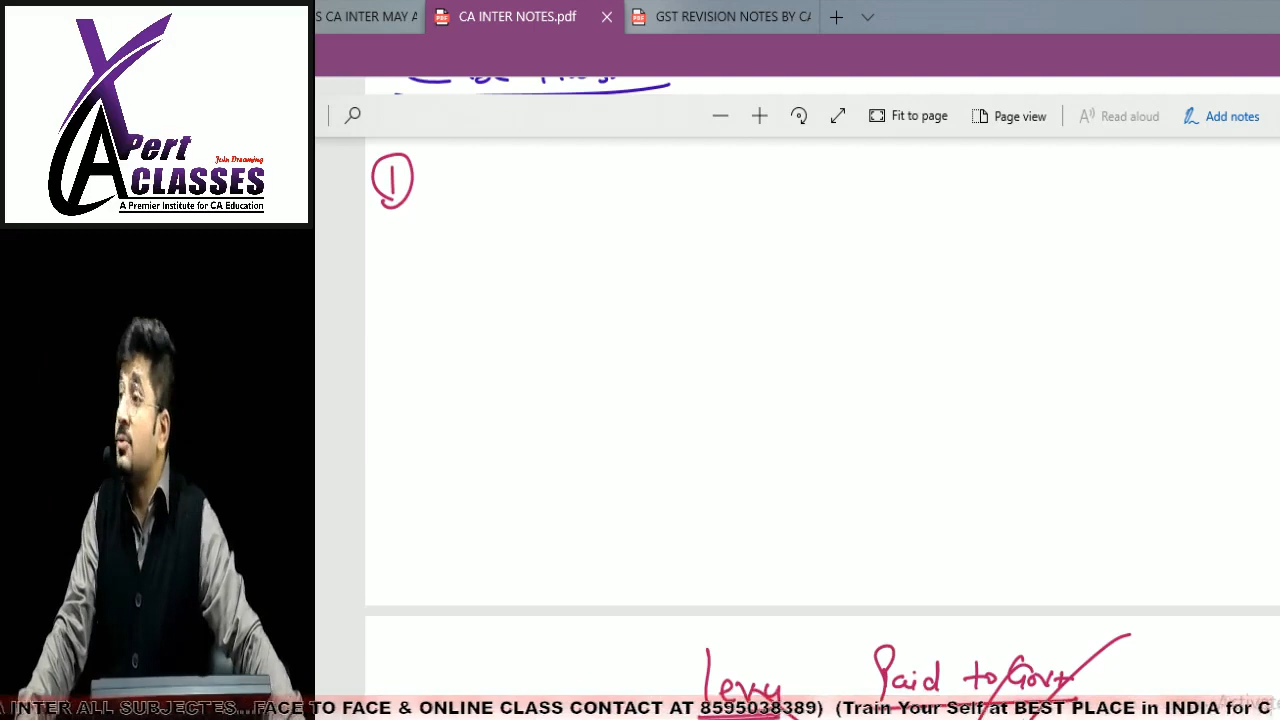 S CA INTER MAY A
CA INTER NOTES.pdf
GST REVISION NOTES BY CA
Fit to page
Page view
Read aloud
Add notes
XPert
Join Dreaming
CA CLASSES
A Premier Institute for CA Education
1
Levy Paid to Govt
A INTER ALL SUBJECTES...FACE TO FACE & ONLINE CLASS CONTACT AT 8595038389) (Train Your Self at BEST PLACE in INDIA for C